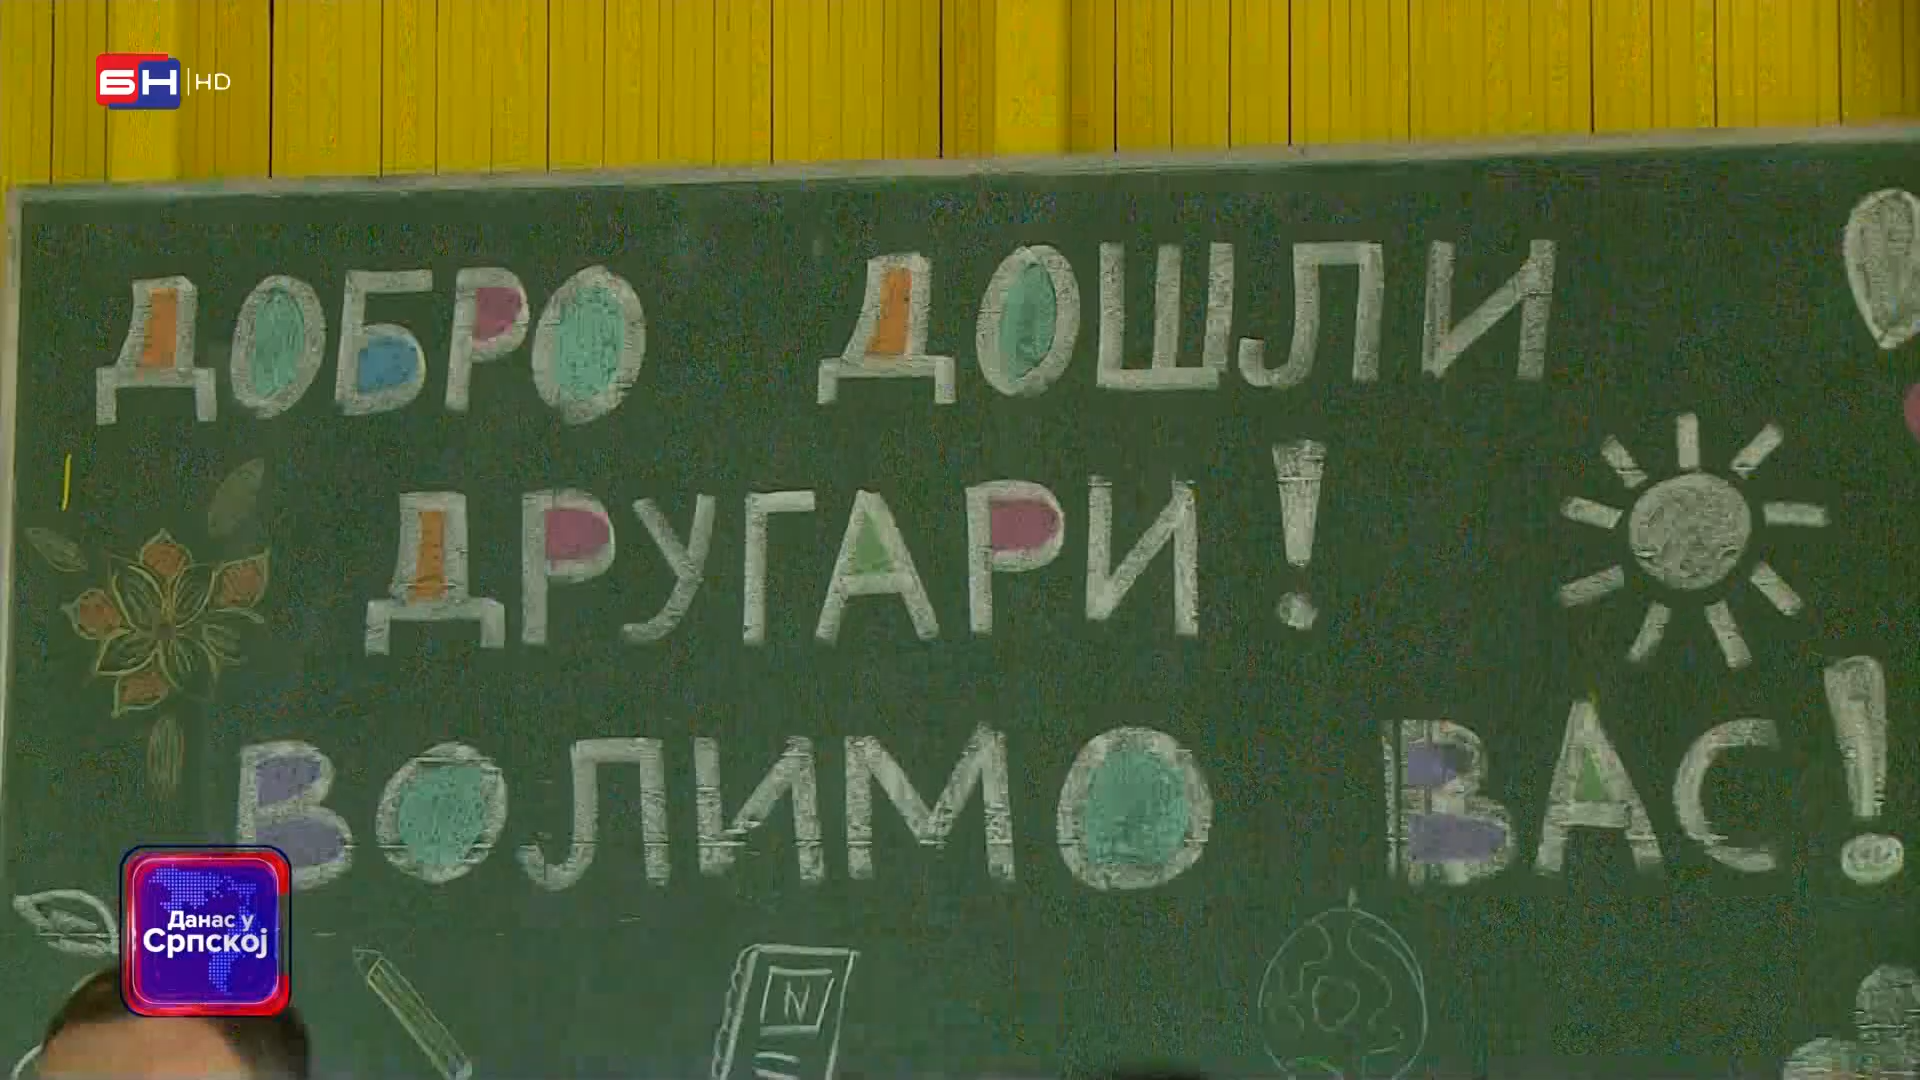 БН HD
ДОБРО ДОШЛИ
ДРУГАРИ!
ВОЛИМО ВАС!
Данас у
Српској
N